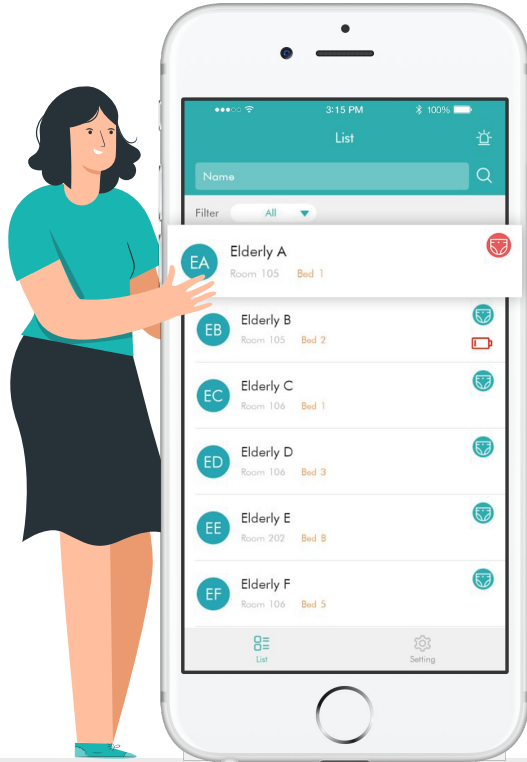 3:15 PM 100%
List
Name
Filter All
EA Elderly A
Room 105 Bed 1
EB Elderly B
Room 105 Bed 2
EC Elderly C
Room 106 Bed 1
ED Elderly D
Room 106 Bed 3
EE Elderly E
Room 202 Bed 8
EF Elderly F
Room 106 Bed 5
List Setting